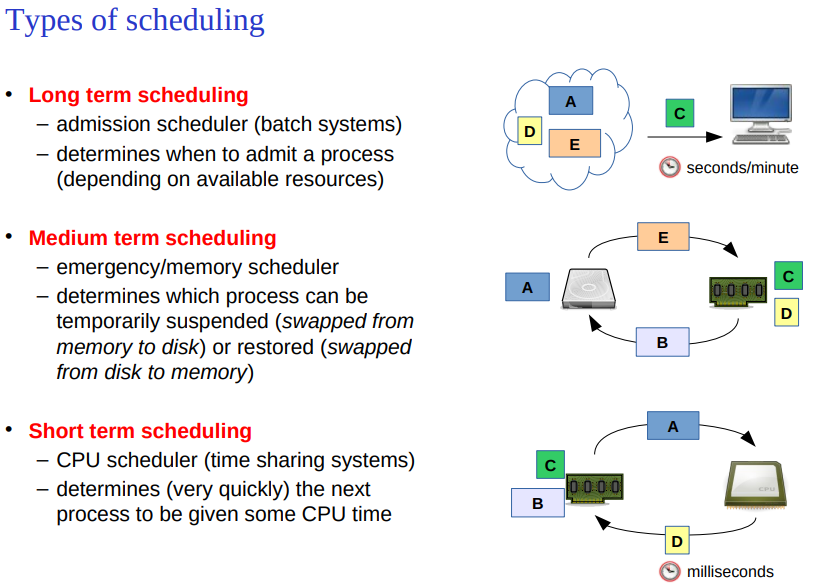 Types of scheduling
• Long term scheduling
– admission scheduler (batch systems)
– determines when to admit a process
(depending on available resources)
A
D
E
C
seconds/minute
• Medium term scheduling
– emergency/memory scheduler
– determines which process can be
temporarily suspended (swapped from
memory to disk) or restored (swapped
from disk to memory)
E
A
C
D
B
• Short term scheduling
– CPU scheduler (time sharing systems)
– determines (very quickly) the next
process to be given some CPU time
A
C
B
CPU
D
milliseconds